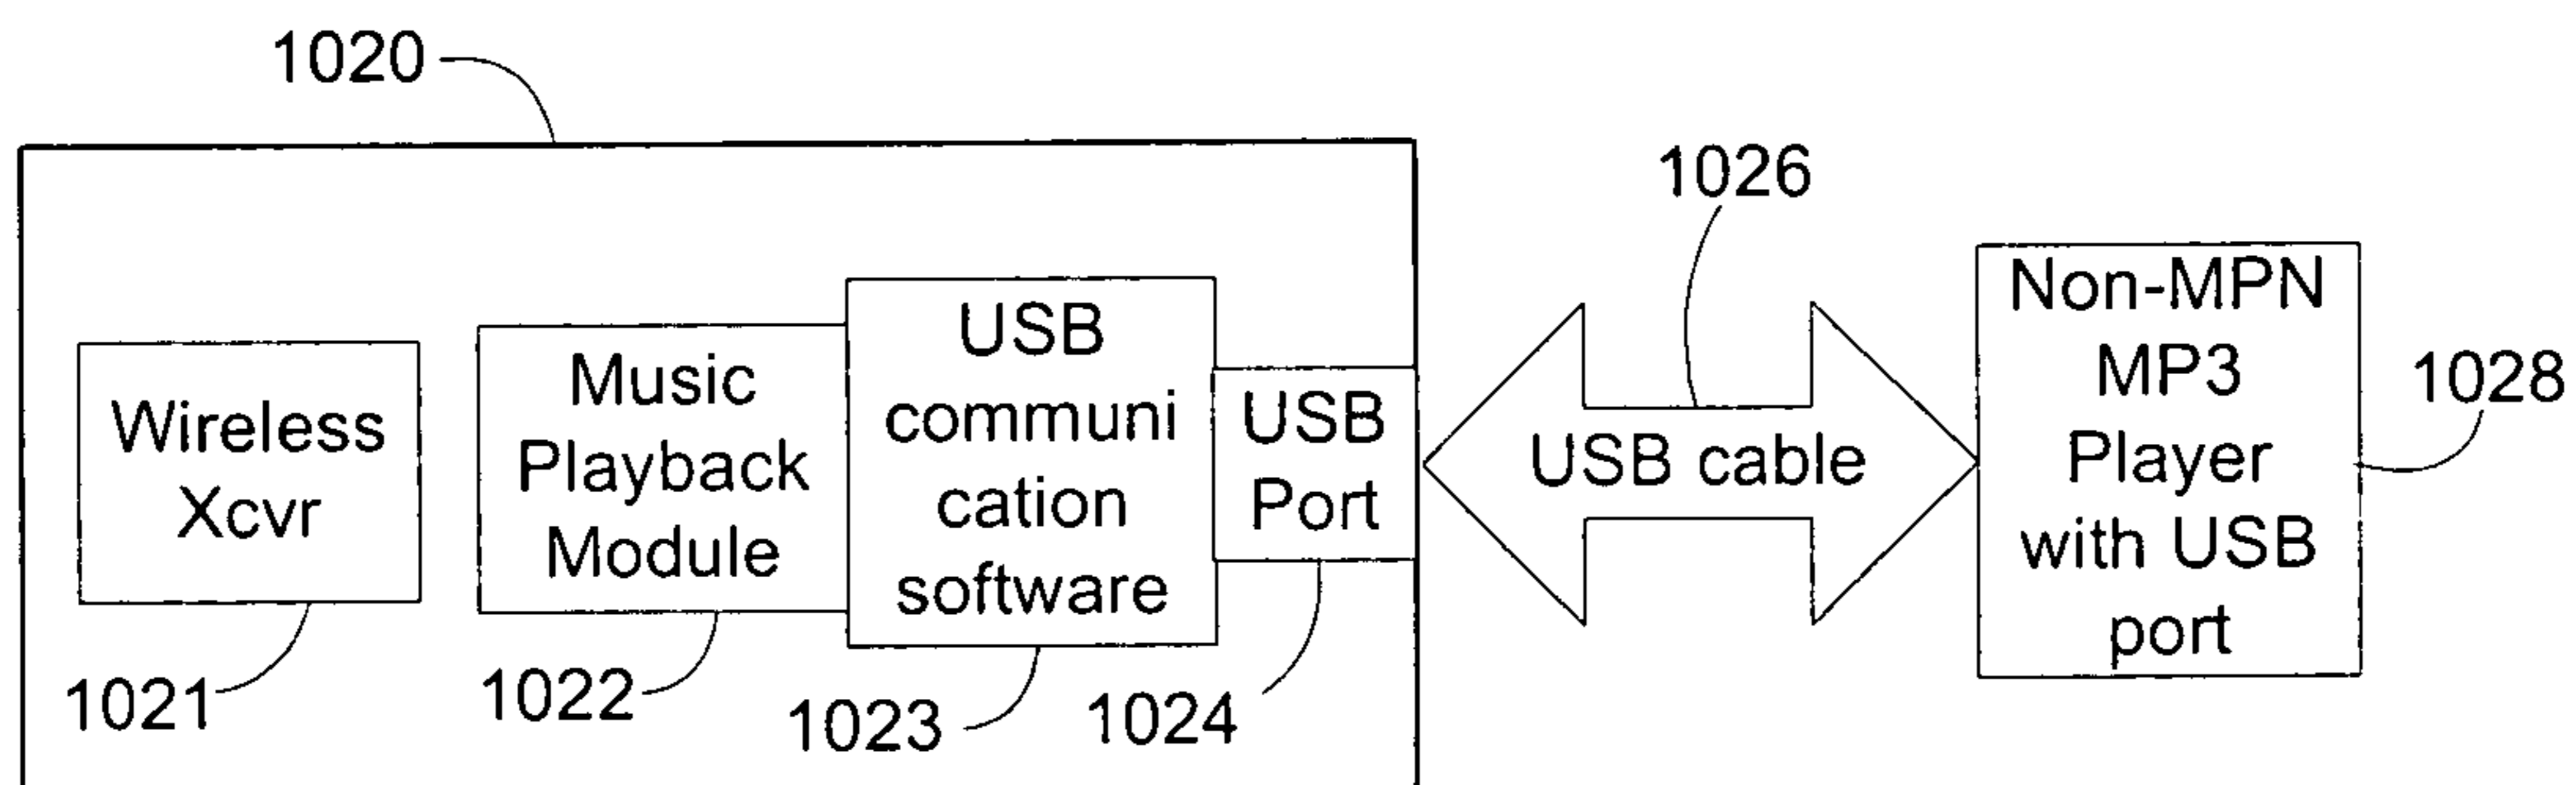 1020
1026
Wireless
Xcvr
Music
Playback
Module
USB
communi
cation
software
USB
Port
USB cable
Non-MPN
MP3
Player
with USB
port
1028
1021
1022
1023
1024